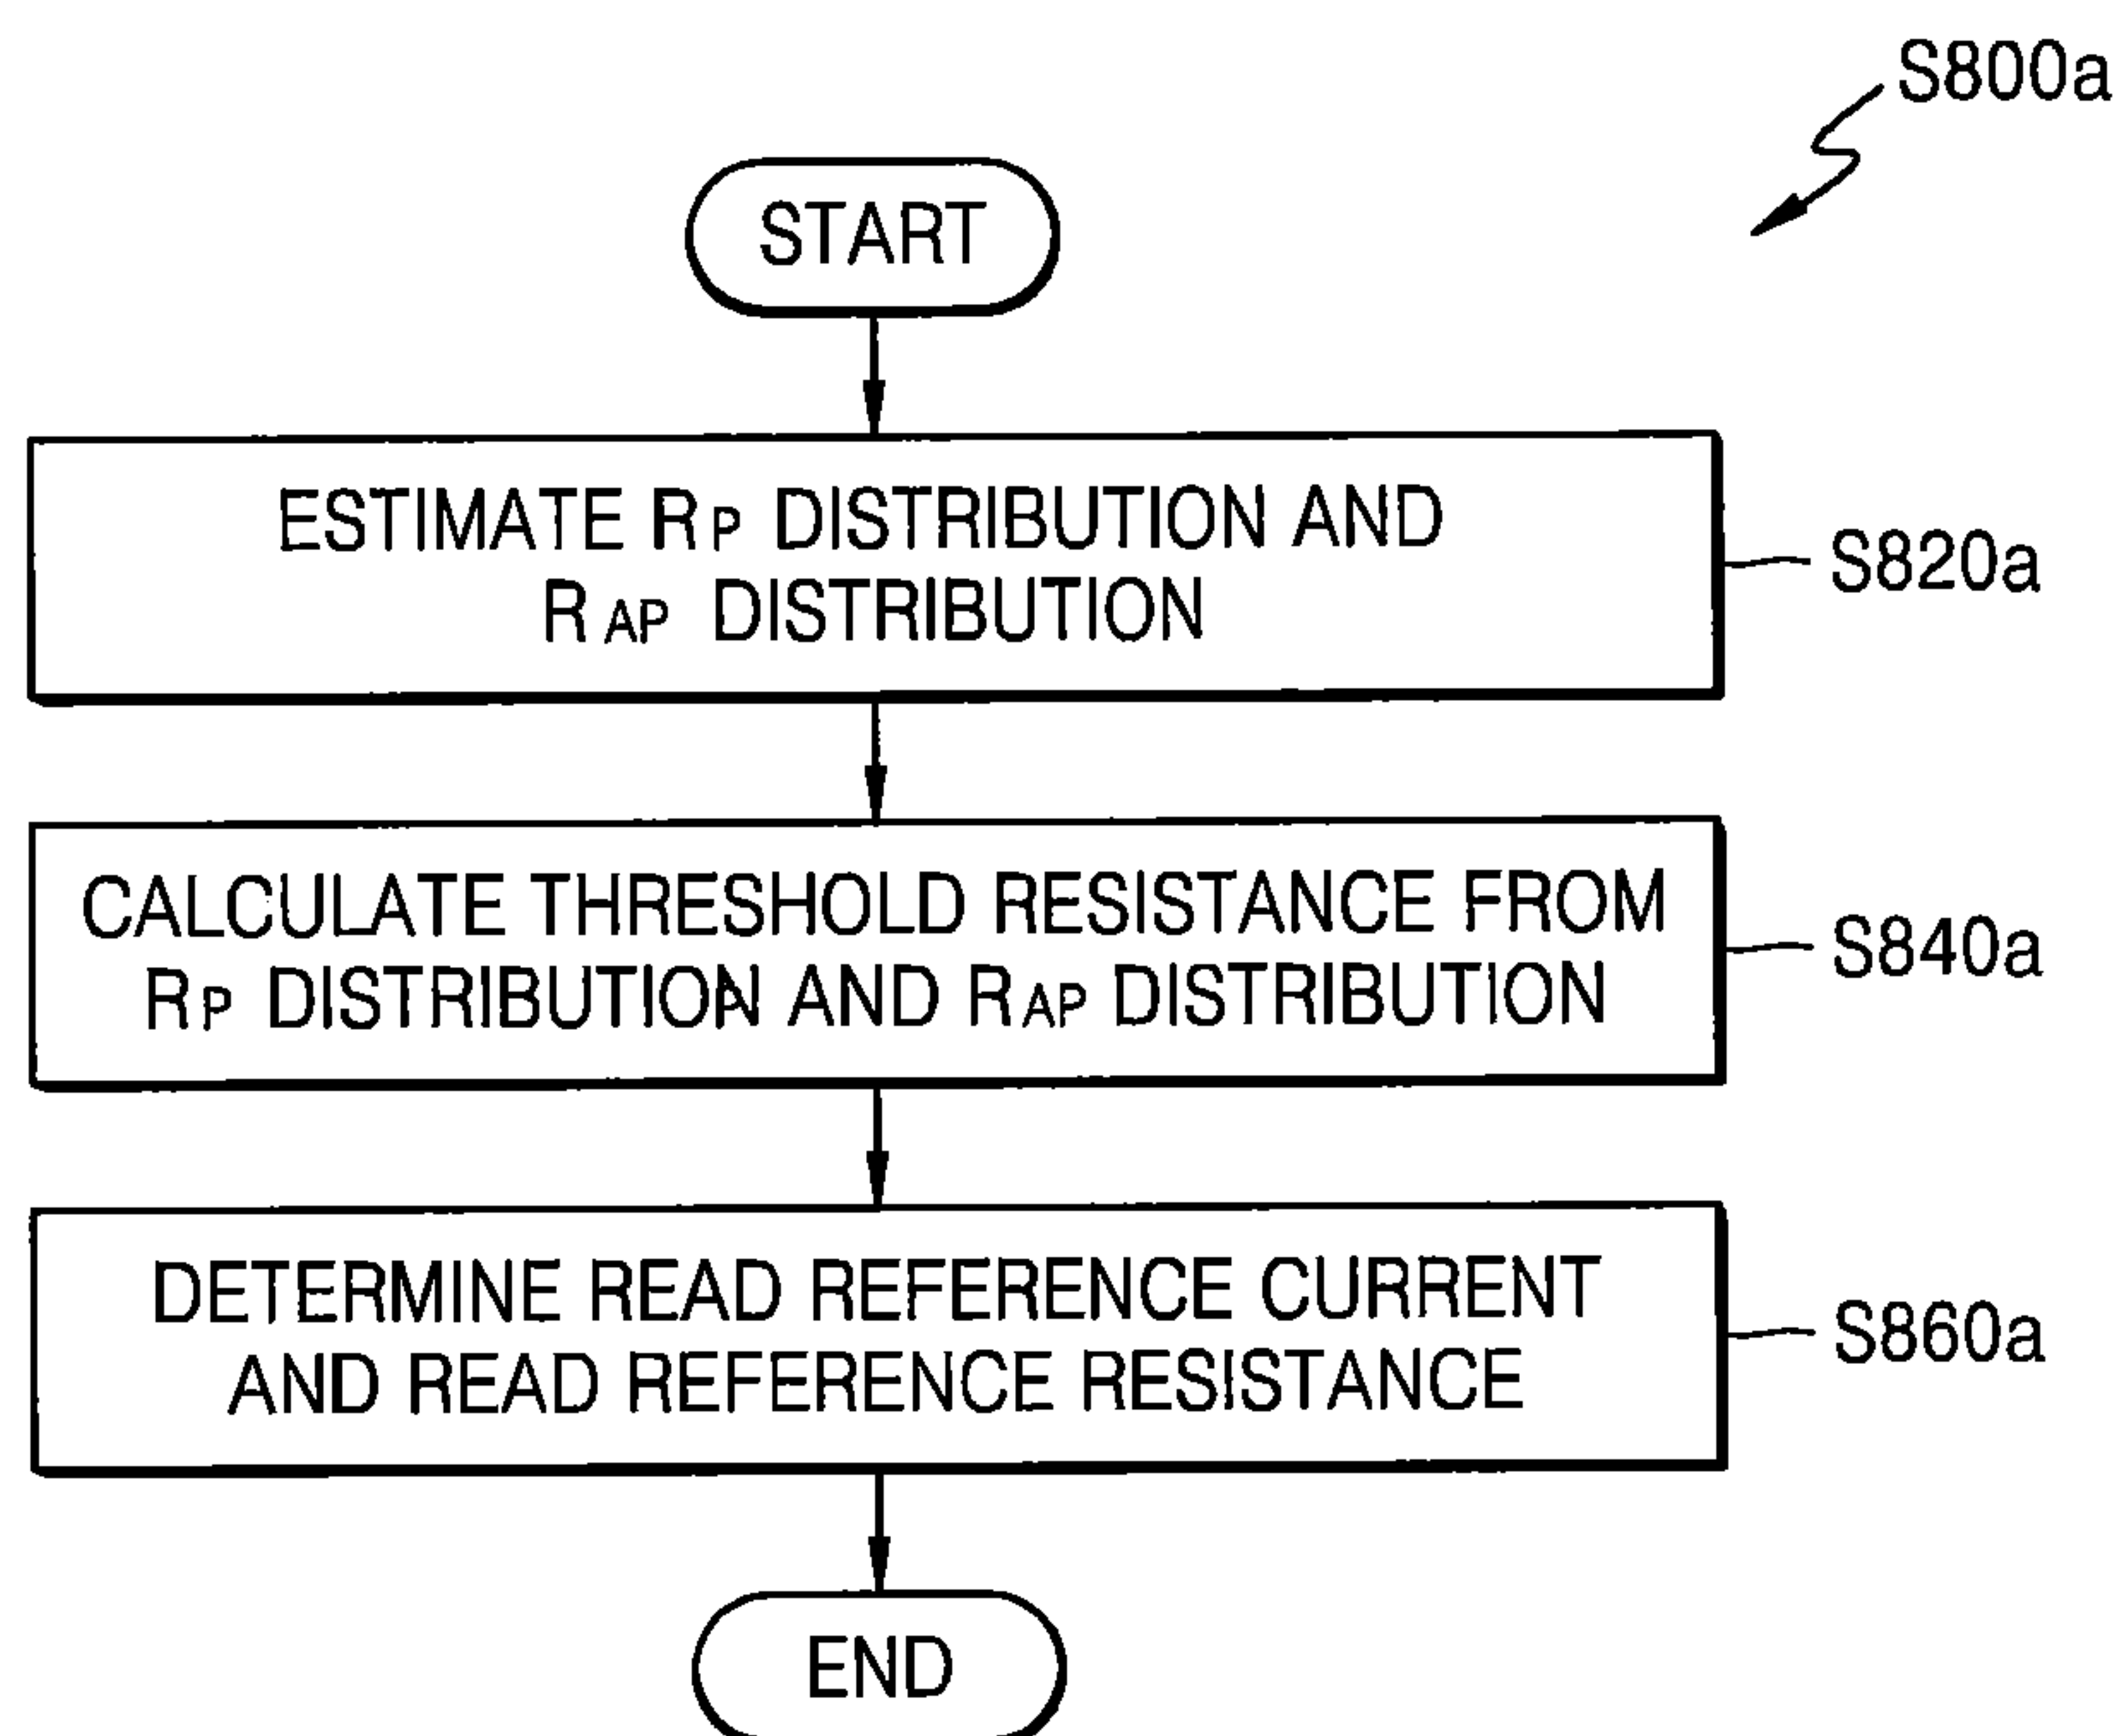 S800a
START
ESTIMATE RP DISTRIBUTION AND
RAP DISTRIBUTION
S820a
CALCULATE THRESHOLD RESISTANCE FROM
RP DISTRIBUTION AND RAP DISTRIBUTION
S840a
DETERMINE READ REFERENCE CURRENT
AND READ REFERENCE RESISTANCE
S860a
END